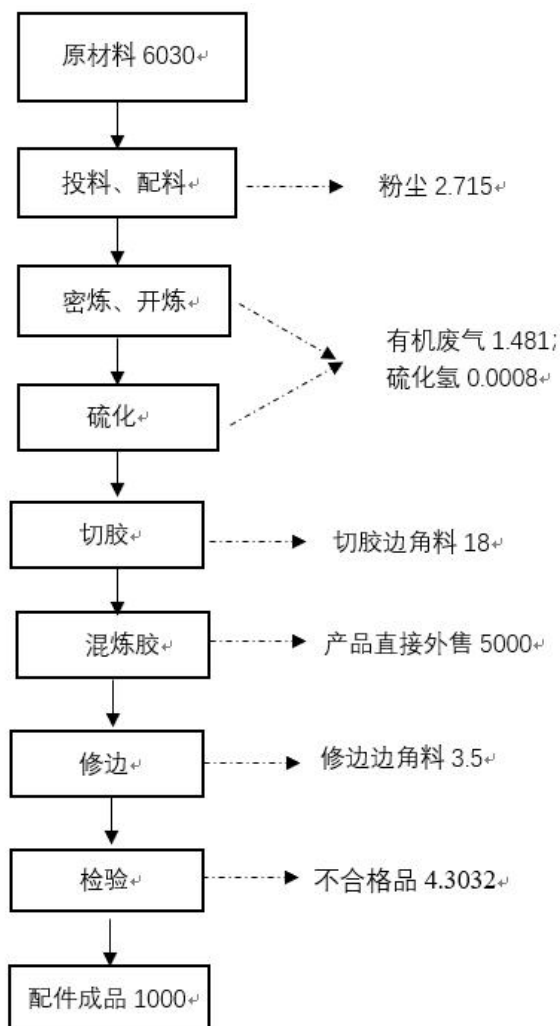 原材料 6030
投料、配料
粉尘 2.715
密炼、开炼
有机废气 1.481;
硫化氢 0.0008
硫化
切胶
切胶边角料 18
混炼胶
产品直接外售 5000
修边
修边边角料 3.5
检验
不合格品 4.3032
配件成品 1000